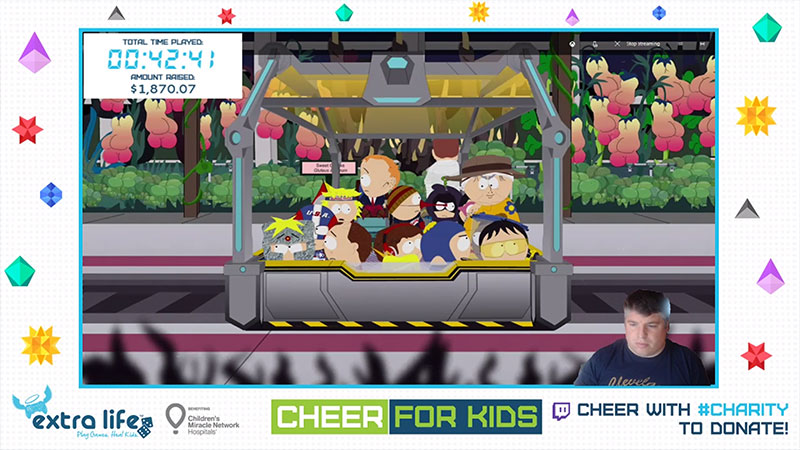 TOTAL TIME PLAYED:
00:42:41
AMOUNT RAISED:
$1,870.07
Stop streaming
U.S.A.
extra life
Play Games. Heal Kids.
BENEFITING
Children's
Miracle Network
Hospitals
CHEER FOR KIDS
CHEER WITH #CHARITY
TO DONATE!